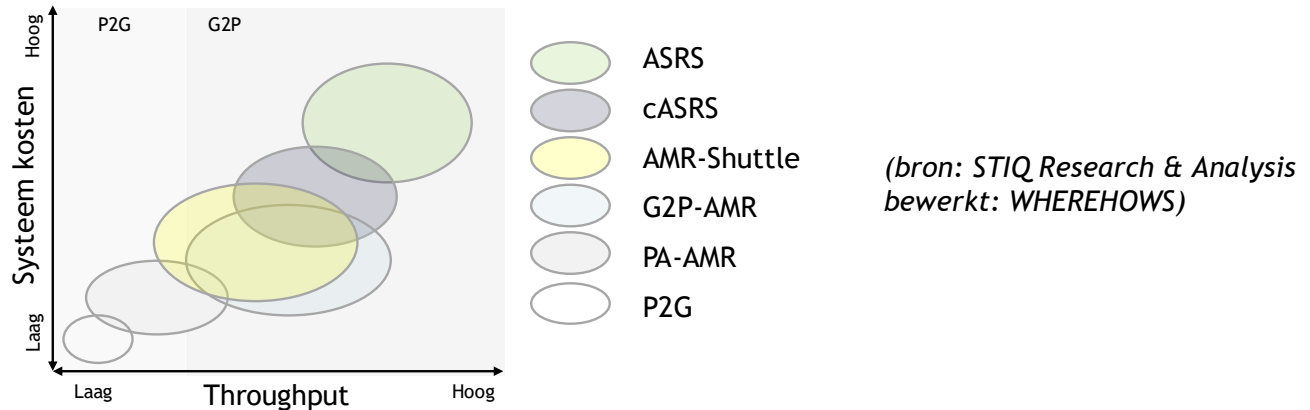 Hoog
P2G
G2P
Systeem kosten
Laag
Laag
Throughput
Hoog
ASRS
cASRS
AMR-Shuttle
G2P-AMR
PA-AMR
P2G
(bron: STIQ Research & Analysis
bewerkt: WHEREHOWS)